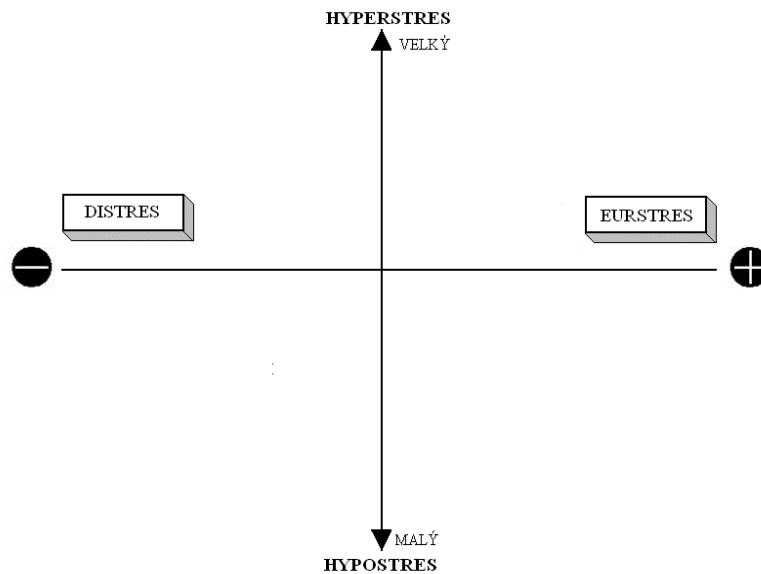 HYPERSTRES
VELKÝ
DISTRES
EURSTRES
MALÝ
HYPOSTRES